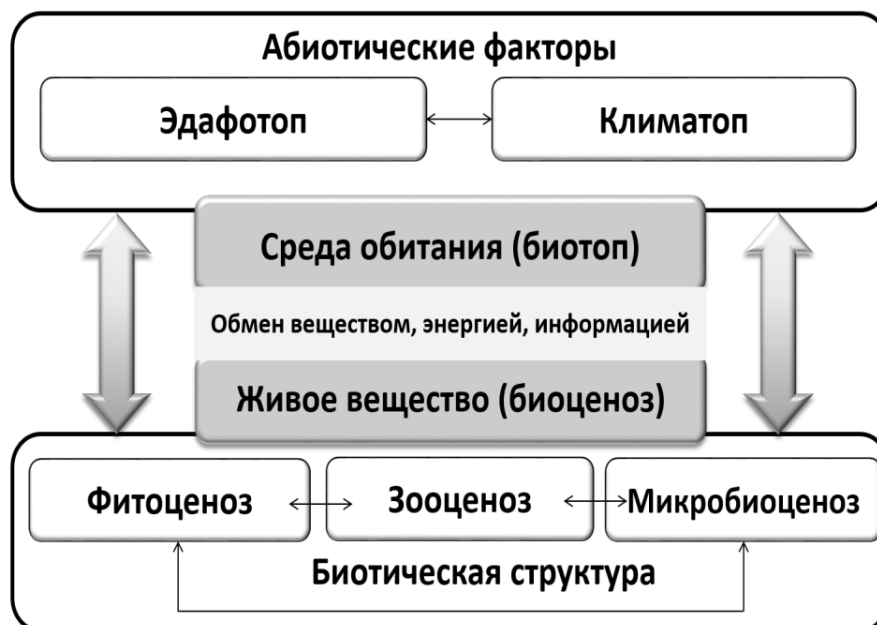 Абиотические факторы
Эдафотоп
Климатоп
Среда обитания (биотоп)
Обмен веществом, энергией, информацией
Живое вещество (биоценоз)
Фитоценоз
Зооценоз
Микробиоценоз
Биотическая структура